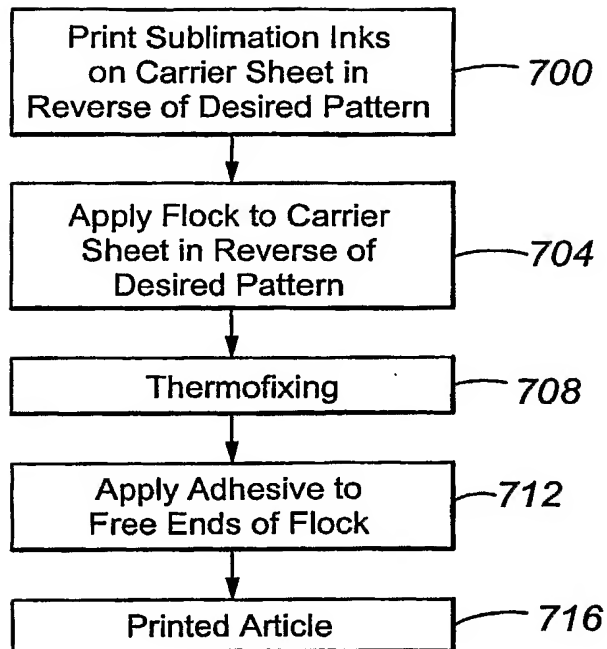 Print Sublimation Inks
on Carrier Sheet in
Reverse of Desired Pattern
700
Apply Flock to Carrier
Sheet in Reverse of
Desired Pattern
704
Thermofixing
708
Apply Adhesive to
Free Ends of Flock
712
Printed Article
716